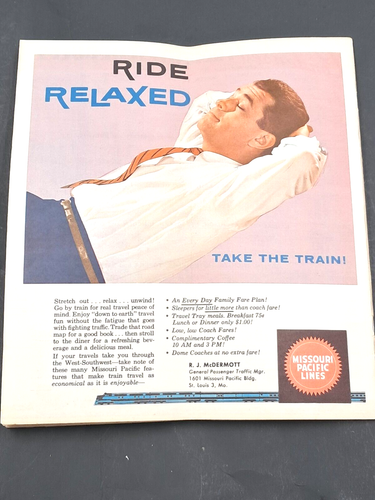 RIDE
RELAXED
TAKE THE TRAIN!
Stretch out . . . relax . . . unwind!
Go by train for real travel peace of
mind. Enjoy "down to earth" travel
fun without the fatigue that goes
with fighting traffic. Trade that road
map for a good book . . . then stroll
to the diner for a refreshing bev-
erage and a delicious meal.
If your travels take you through
the West-Southwest—take note of
these many Missouri Pacific fea-
tures that make train travel as
economical as it is enjoyable—
• An Every Day Family Fare Plan!
• Sleepers for little more than coach fare!
• Travel Tray meals. Breakfast 75¢
Lunch or Dinner only $1.00!
• Low, low Coach Fares!
• Complimentary Coffee
10 AM and 3 PM!
• Dome Coaches at no extra fare!
R. J. McDERMOTT
General Passenger Traffic Mgr.
1601 Missouri Pacific Bldg.
St. Louis 3, Mo.
MISSOURI
PACIFIC
LINES